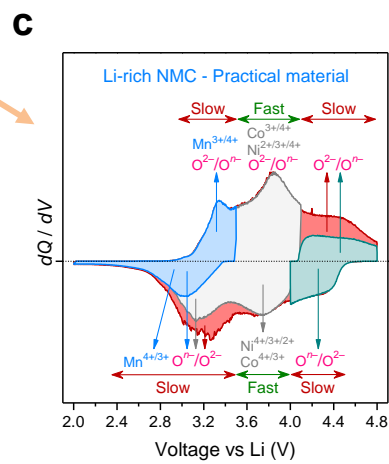 c
Li-rich NMC - Practical material
Slow Fast Slow
Co3+/4+
Mn3+/4+ Ni2+/3+/4+
O2−/On− O2−/On− O2−/On−
dQ / dV
Ni4+/3+/2+
Mn4+/3+ On−/O2− Co4+/3+ On−/O2−
Slow Fast Slow
2.0 2.4 2.8 3.2 3.6 4.0 4.4 4.8
Voltage vs Li (V)